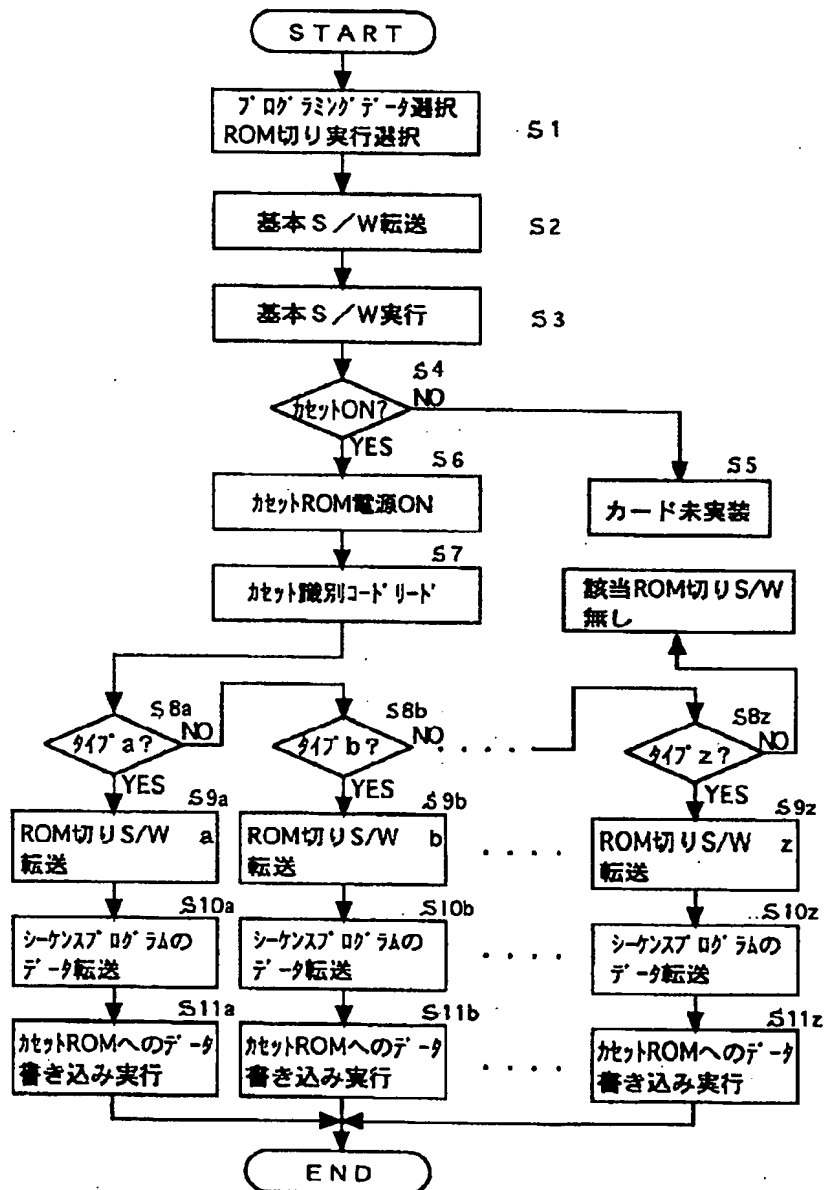 START
プログラミングデータ選択
ROM切り実行選択
S1
基本S/W転送
S2
基本S/W実行
S3
S4
カセットON?
NO
YES
S6
カセットROM電源ON
S5
カード未実装
S7
カセット識別コードリード
該当ROM切りS/W
無し
S8a
タイプa?
NO
YES
S8b
タイプb?
NO
YES
S8z
タイプz?
NO
YES
S9a
ROM切りS/W a
転送
S9b
ROM切りS/W b
転送
S9z
ROM切りS/W z
転送
S10a
シーケンスプログラムの
データ転送
S10b
シーケンスプログラムの
データ転送
S10z
シーケンスプログラムの
データ転送
S11a
カセットROMへのデータ
書き込み実行
S11b
カセットROMへのデータ
書き込み実行
S11z
カセットROMへのデータ
書き込み実行
END